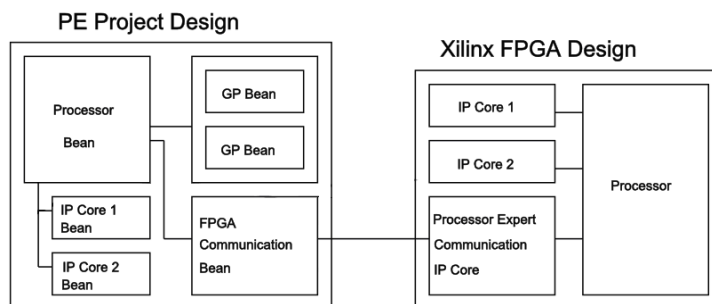 PE Project Design
Processor
Bean
GP Bean
GP Bean
IP Core 1
Bean
IP Core 2
Bean
FPGA
Communication
Bean
Xilinx FPGA Design
IP Core 1
IP Core 2
Processor Expert
Communication
IP Core
Processor